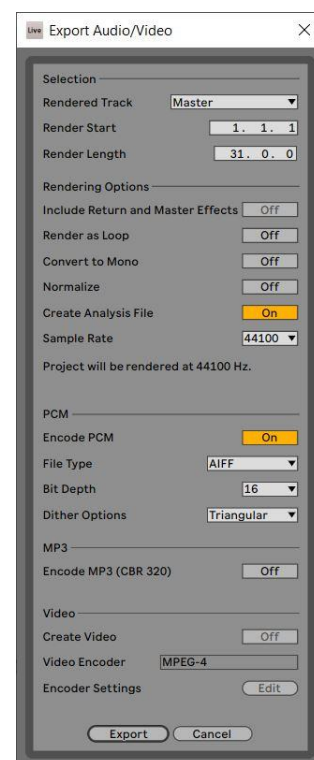 Live Export Audio/Video
Selection
Rendered Track Master
Render Start 1. 1. 1
Render Length 31. 0. 0
Rendering Options
Include Return and Master Effects Off
Render as Loop Off
Convert to Mono Off
Normalize Off
Create Analysis File On
Sample Rate 44100
Project will be rendered at 44100 Hz.
PCM
Encode PCM On
File Type AIFF
Bit Depth 16
Dither Options Triangular
MP3
Encode MP3 (CBR 320) Off
Video
Create Video Off
Video Encoder MPEG-4
Encoder Settings Edit
Export Cancel